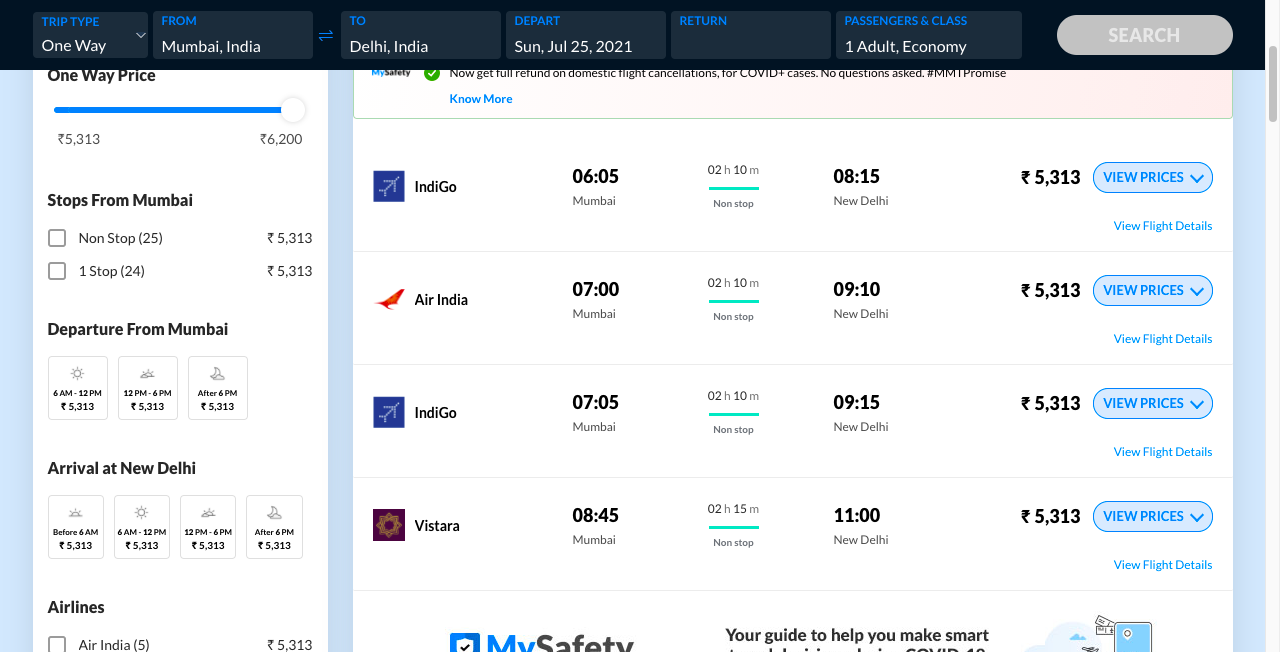 TRIP TYPE
One Way
FROM
Mumbai, India
TO
Delhi, India
DEPART
Sun, Jul 25, 2021
RETURN
PASSENGERS & CLASS
1 Adult, Economy
SEARCH
One Way Price
₹5,313
₹6,200
Stops From Mumbai
Non Stop (25) ₹ 5,313
1 Stop (24) ₹ 5,313
Departure From Mumbai
6 AM - 12 PM
₹ 5,313
12 PM - 6 PM
₹ 5,313
After 6 PM
₹ 5,313
Arrival at New Delhi
Before 6 AM
₹ 5,313
6 AM - 12 PM
₹ 5,313
12 PM - 6 PM
₹ 5,313
After 6 PM
₹ 5,313
Airlines
Air India (5) ₹ 5,313
MySafety
Now get full refund on domestic flight cancellations, for COVID+ cases. No questions asked. #MMTPromise
Know More
IndiGo
06:05
Mumbai
02 h 10 m
Non stop
08:15
New Delhi
₹ 5,313
VIEW PRICES
View Flight Details
Air India
07:00
Mumbai
02 h 10 m
Non stop
09:10
New Delhi
₹ 5,313
VIEW PRICES
View Flight Details
IndiGo
07:05
Mumbai
02 h 10 m
Non stop
09:15
New Delhi
₹ 5,313
VIEW PRICES
View Flight Details
Vistara
08:45
Mumbai
02 h 15 m
Non stop
11:00
New Delhi
₹ 5,313
VIEW PRICES
View Flight Details
MySafety
Your guide to help you make smart